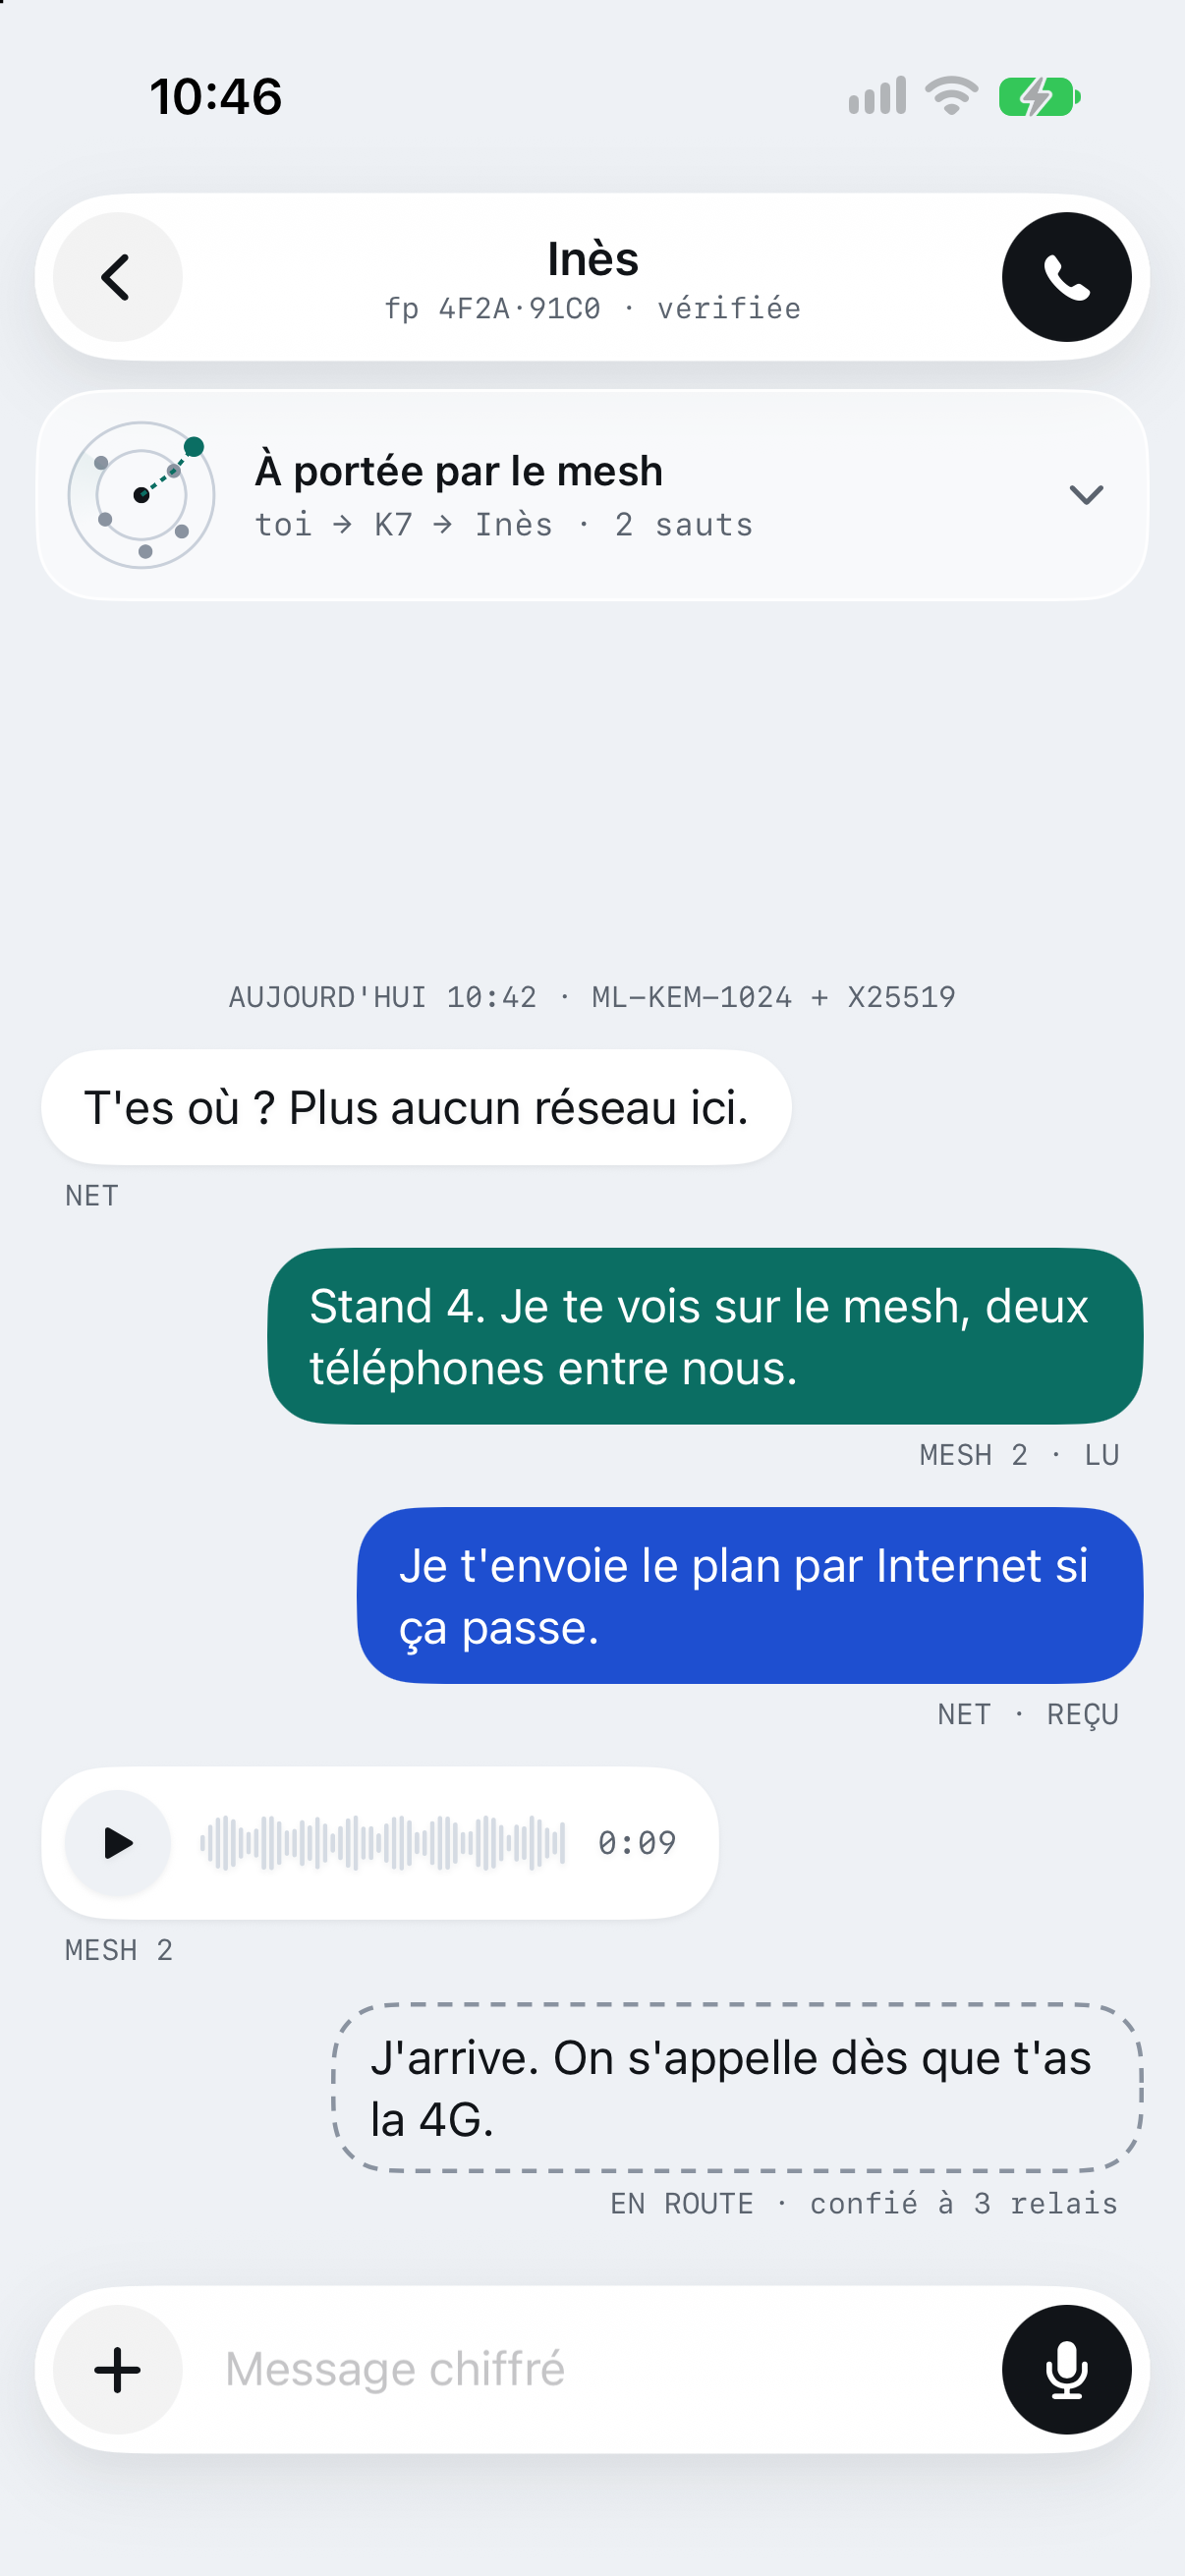 10:46
Inès
fp 4F2A·91C0 · vérifiée
À portée par le mesh
toi → K7 → Inès · 2 sauts
AUJOURD'HUI 10:42 · ML–KEM–1024 + X25519
T'es où ? Plus aucun réseau ici.
NET
Stand 4. Je te vois sur le mesh, deux
téléphones entre nous.
MESH 2 · LU
Je t'envoie le plan par Internet si
ça passe.
NET · REÇU
0:09
MESH 2
J'arrive. On s'appelle dès que t'as
la 4G.
EN ROUTE · confié à 3 relais
Message chiffré